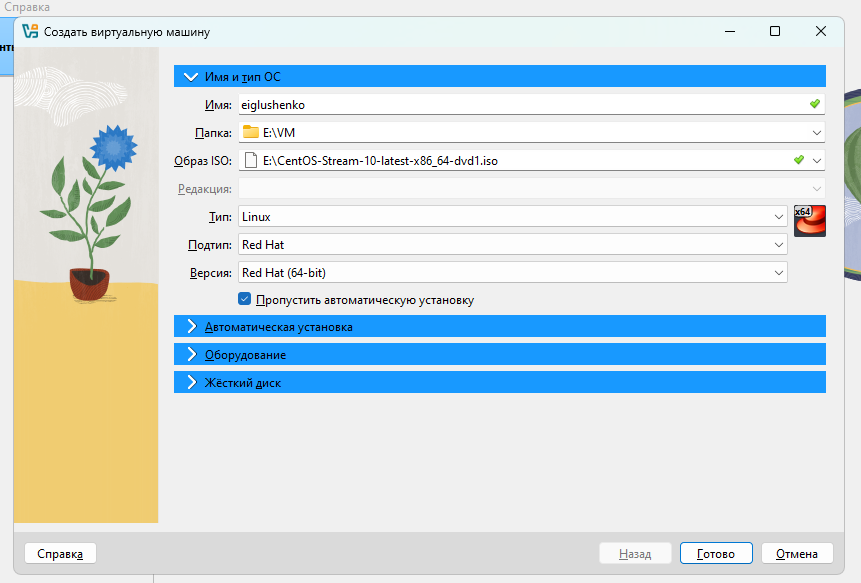 Справка
Создать виртуальную машину
Имя и тип ОС
Имя: eiglushenko
Папка: E:\VM
Образ ISO: E:\CentOS-Stream-10-latest-x86_64-dvd1.iso
Редакция:
Тип: Linux
x64
Подтип: Red Hat
Версия: Red Hat (64-bit)
Пропустить автоматическую установку
Автоматическая установка
Оборудование
Жёсткий диск
Справка
Назад
Готово
Отмена